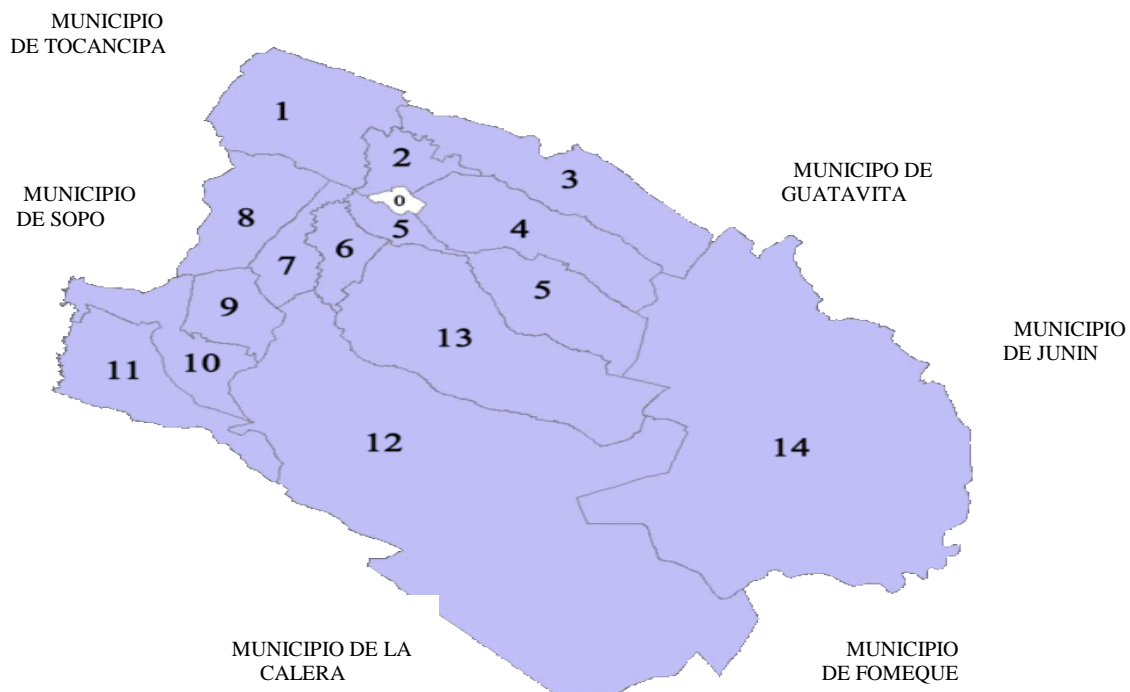 MUNICIPIO
DE TOCANCIPA
1
2
3
MUNICIPO DE
GUATAVITA
MUNICIPIO
DE SOPO
0
8
5
4
6
7
5
9
13
MUNICIPIO
DE JUNIN
11
10
12
14
MUNICIPIO DE LA
CALERA
MUNICIPIO
DE FOMEQUE